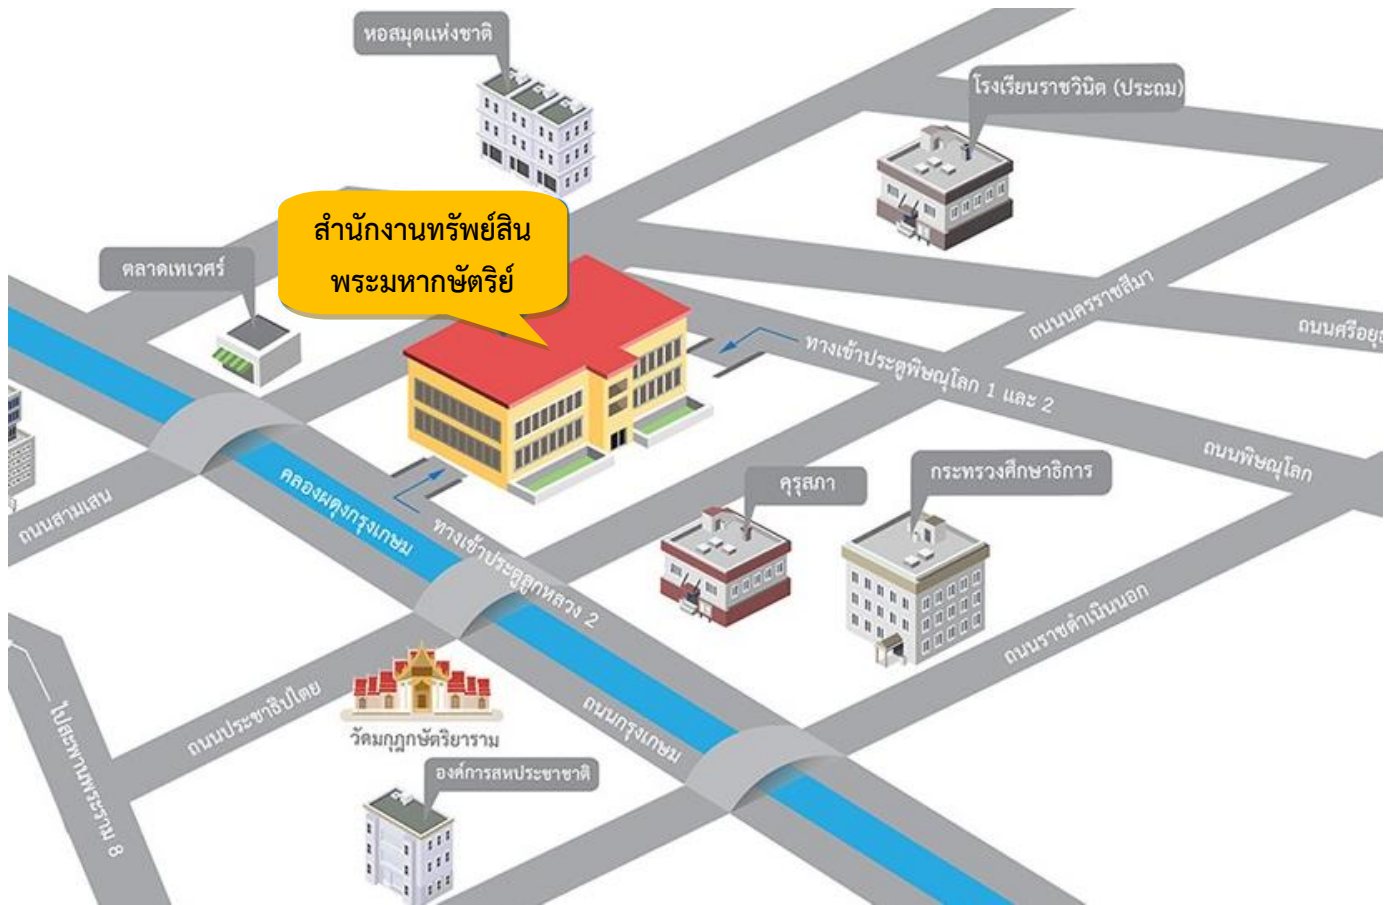 หอสมุดแห่งชาติ
โรงเรียนราชวินิต (ประถม)
สำนักงานทรัพย์สิน
พระมหากษัตริย์
ตลาดเทเวศร์
ถนนนครราชสีมา
ถนนศรีอยุธ
ทางเข้าประตูพิษณุโลก 1 และ 2
ถนนพิษณุโลก
กระทรวงศึกษาธิการ
คุรุสภา
คลองผดุงกรุงเกษม
ถนนสามเสน
ทางเข้าประตูลูกหลวง 2
ถนนราชดำเนินนอก
ถนนประชาธิปไตย
วัดมกุฎกษัตริยาราม
ถนนกรุงเกษม
ไปสะพานพระราม 8
องค์การสหประชาชาติ